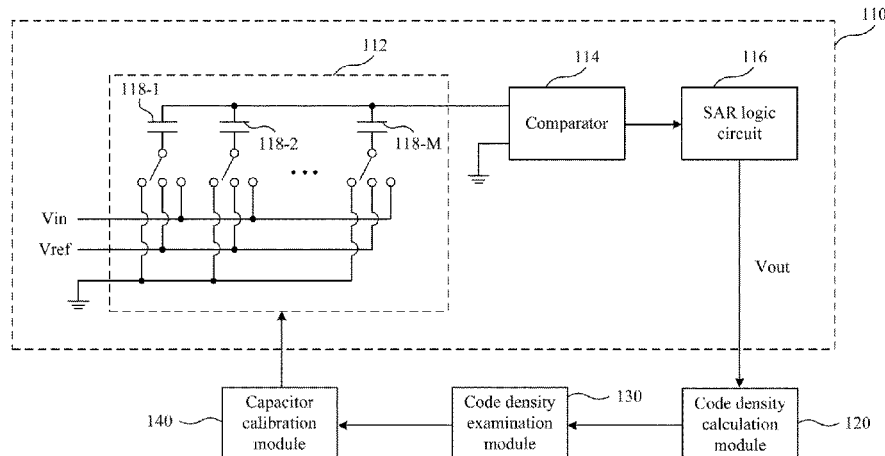 110
112
114
116
118-1
118-2
118-M
Comparator
SAR logic
circuit
...
Vin
Vref
Vout
Capacitor
calibration
module
140
Code density
examination
module
130
Code density
calculation
module
120